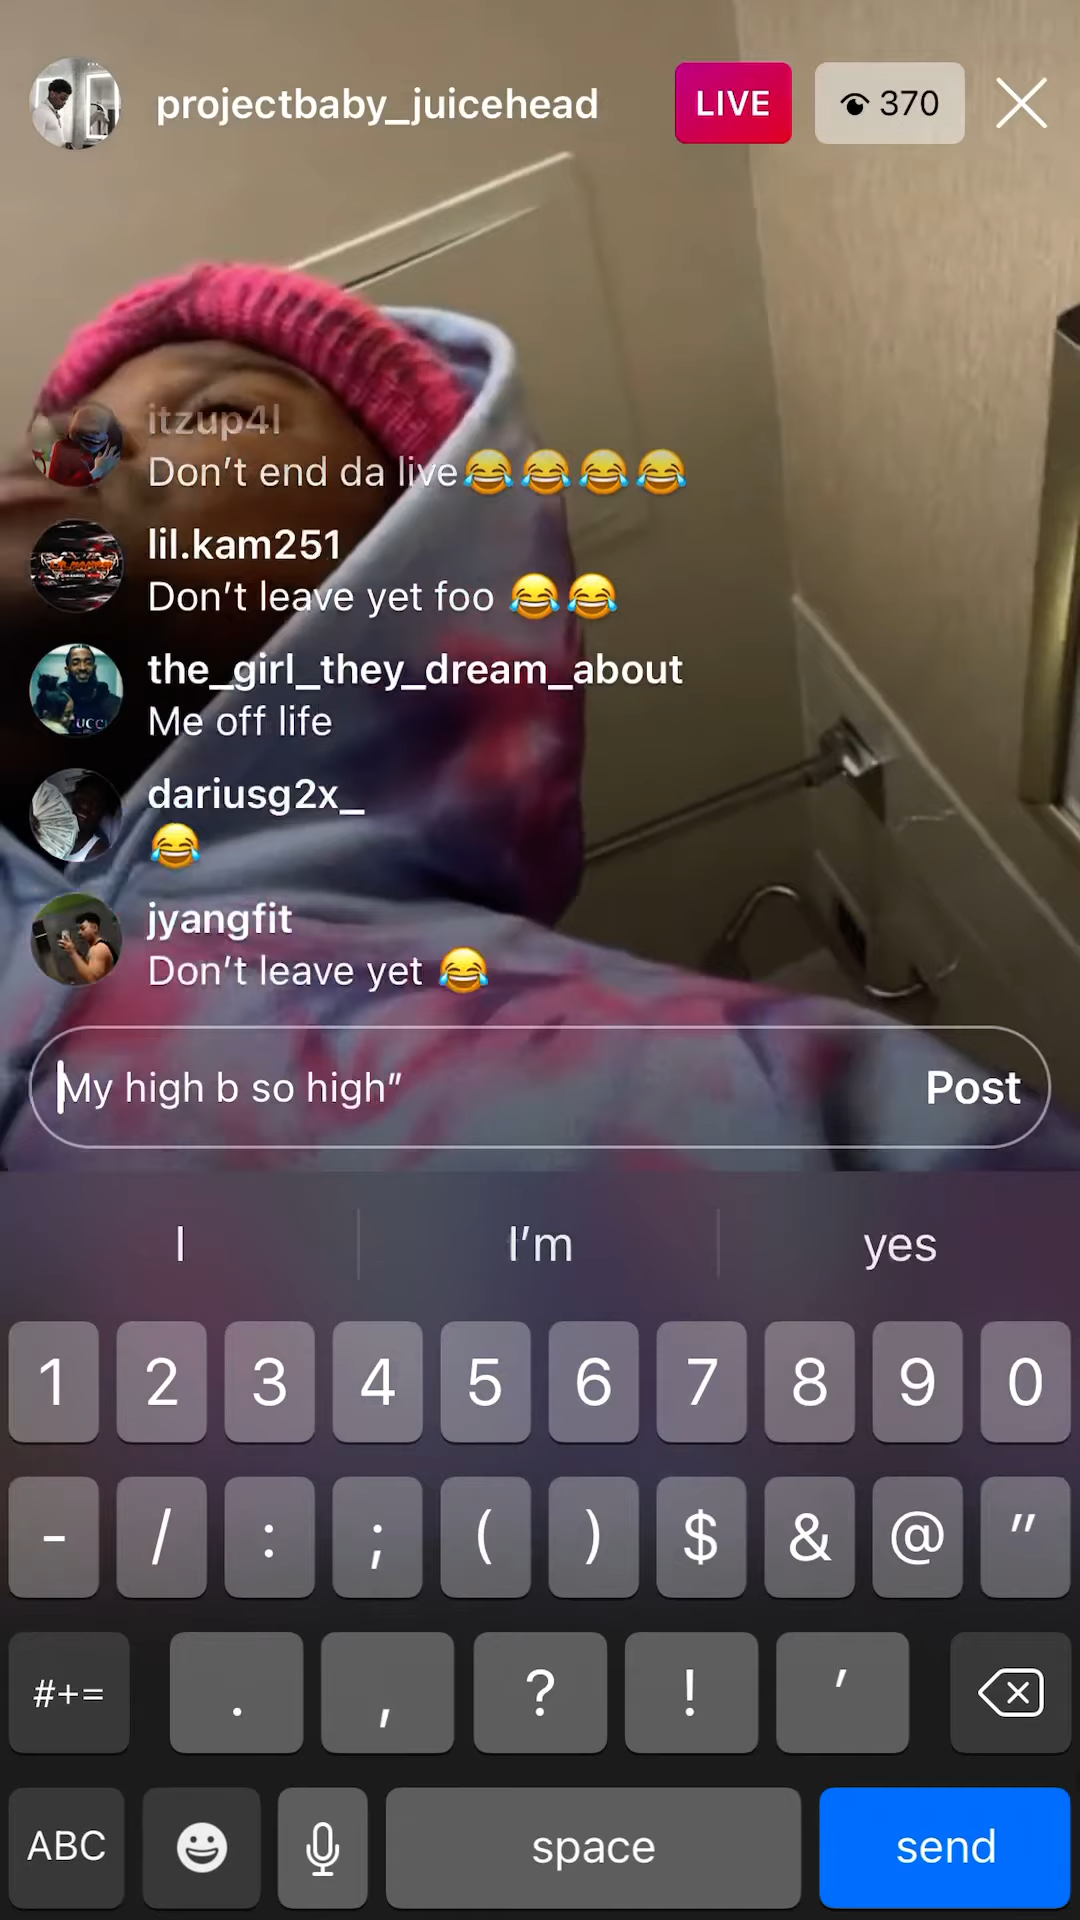 projectbaby_juicehead
LIVE
370
itzup4l
Don't end da live😂😂😂😂
lil.kam251
Don't leave yet foo 😂😂
the_girl_they_dream_about
Me off life
dariusg2x_
😂
jyangfit
Don't leave yet 😂
My high b so high"
Post
I
I'm
yes
1 2 3 4 5 6 7 8 9 0
- / : ; ( ) $ & @ "
#+= . , ? ! '
ABC space send